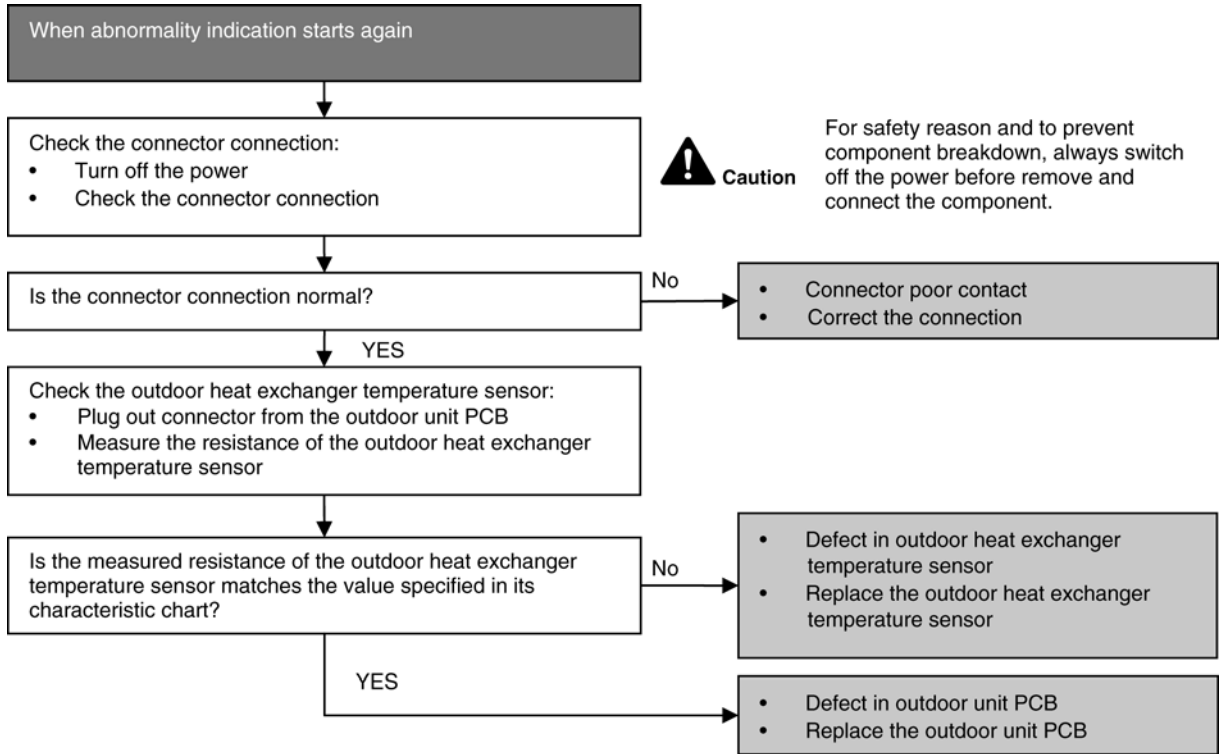 When abnormality indication starts again
Check the connector connection:
• Turn off the power
• Check the connector connection
Caution
For safety reason and to prevent
component breakdown, always switch
off the power before remove and
connect the component.
Is the connector connection normal?
No
• Connector poor contact
• Correct the connection
YES
Check the outdoor heat exchanger temperature sensor:
• Plug out connector from the outdoor unit PCB
• Measure the resistance of the outdoor heat exchanger
temperature sensor
Is the measured resistance of the outdoor heat exchanger
temperature sensor matches the value specified in its
characteristic chart?
No
• Defect in outdoor heat exchanger
temperature sensor
• Replace the outdoor heat exchanger
temperature sensor
YES
• Defect in outdoor unit PCB
• Replace the outdoor unit PCB